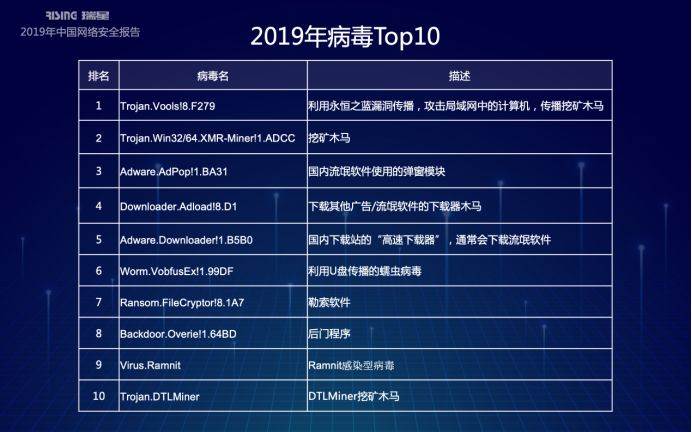 RISING 瑞星
2019年中国网络安全报告
2019年病毒Top10
排名 病毒名 描述
1 Trojan.Vools!8.F279 利用永恒之蓝漏洞传播，攻击局域网中的计算机，传播挖矿木马
2 Trojan.Win32/64.XMR-Miner!1.ADCC 挖矿木马
3 Adware.AdPop!1.BA31 国内流氓软件使用的弹窗模块
4 Downloader.Adload!8.D1 下载其他广告/流氓软件的下载器木马
5 Adware.Downloader!1.B5B0 国内下载站的“高速下载器”，通常会下载流氓软件
6 Worm.VobfusEx!1.99DF 利用U盘传播的蠕虫病毒
7 Ransom.FileCryptor!8.1A7 勒索软件
8 Backdoor.Overie!1.64BD 后门程序
9 Virus.Ramnit Ramnit感染型病毒
10 Trojan.DTLMiner DTLMiner挖矿木马